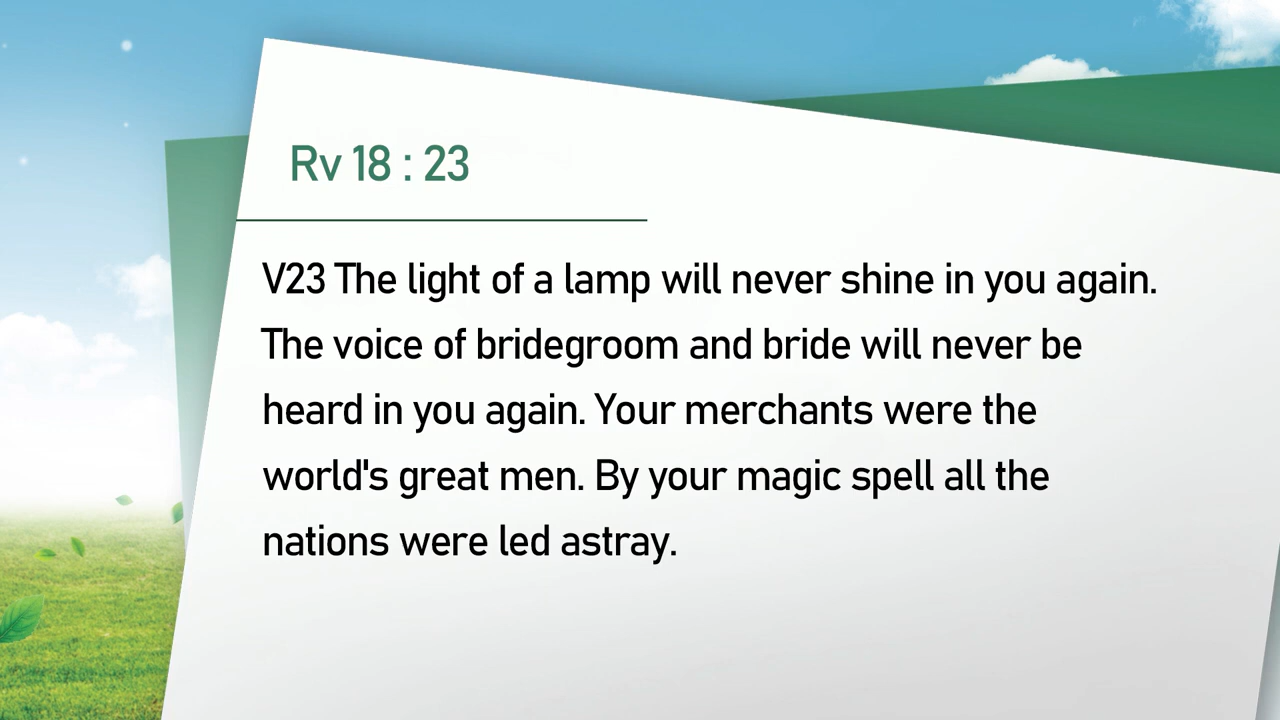 Rv 18 : 23
V23 The light of a lamp will never shine in you again.
The voice of bridegroom and bride will never be
heard in you again. Your merchants were the
world's great men. By your magic spell all the
nations were led astray.